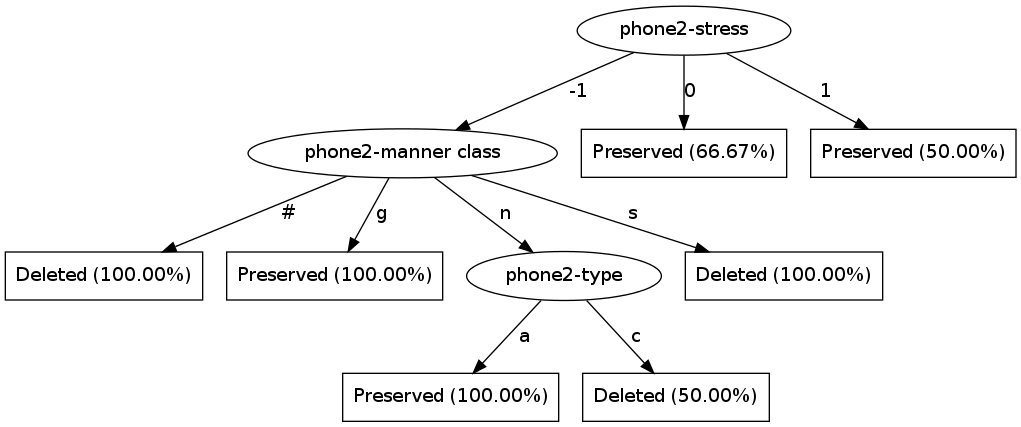 phone2-stress
-1
0
1
phone2-manner class
Preserved (66.67%)
Preserved (50.00%)
#
g
n
s
Deleted (100.00%)
Preserved (100.00%)
phone2-type
Deleted (100.00%)
a
c
Preserved (100.00%)
Deleted (50.00%)